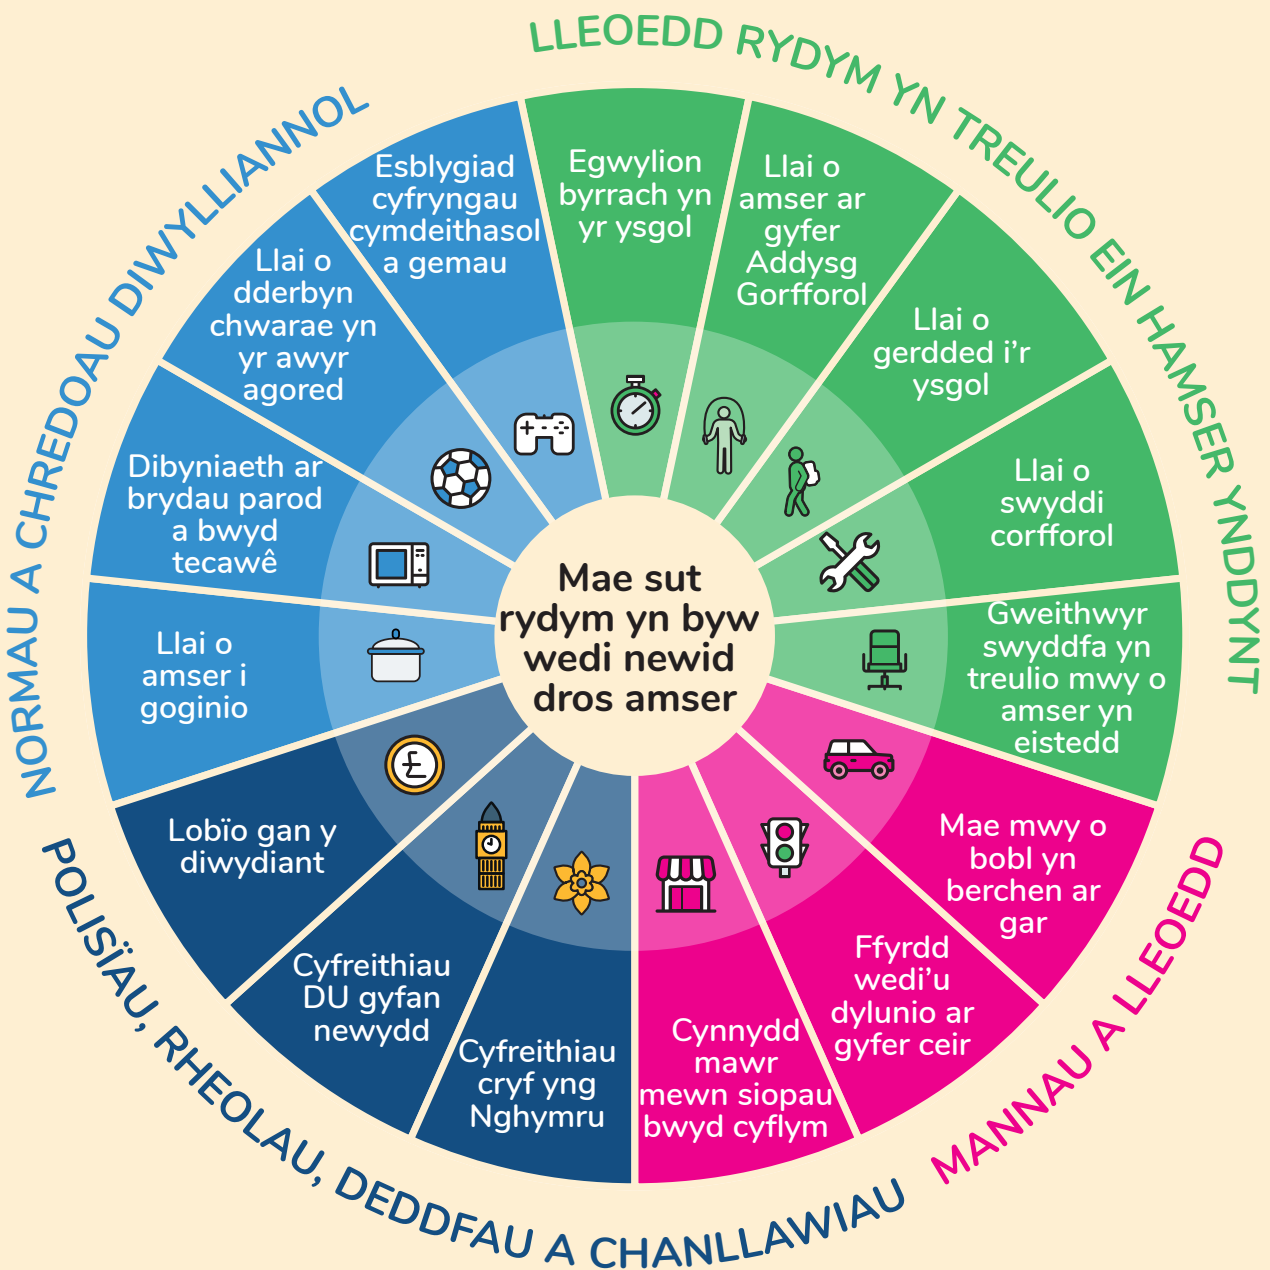 LLEOEDD RYDYM YN TREULIO EIN HAMSER YNDDYNT
Egwylion
byrrach yn
yr ysgol
Llai o
amser ar
gyfer
Addysg
Gorfforol
Llai o
gerdded i’r
ysgol
Llai o
swyddi
corfforol
Gweithwyr
swyddfa yn
treulio mwy o
amser yn
eistedd
MANNAU A LLEOEDD
Mae mwy o
bobl yn
berchen ar
gar
Ffyrdd
wedi’u
dylunio ar
gyfer ceir
Cynnydd
mawr
mewn siopau
bwyd cyflym
POLISÏAU, RHEOLAU, DEDDFAU A CHANLLAWIAU
Cyfreithiau
cryf yng
Nghymru
Cyfreithiau
DU gyfan
newydd
Lobïo gan y
diwydiant
NORMAU A CHREDOAU DIWYLLIANNOL
Llai o
amser i
goginio
Dibyniaeth ar
brydau parod
a bwyd
tecawê
Llai o
dderbyn
chwarae yn
yr awyr
agored
Esblygiad
cyfryngau
cymdeithasol
a gemau
Mae sut
rydym yn byw
wedi newid
dros amser
£